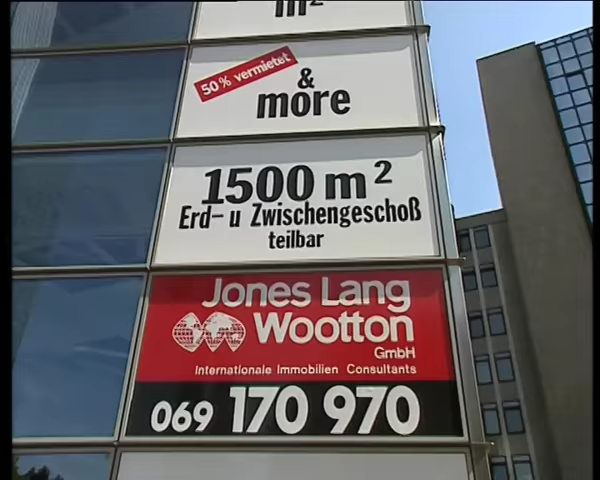 m²
50% vermietet
&
more
1500 m²
Erd- u Zwischengeschoß
teilbar
Jones Lang
Wootton
GmbH
Internationale Immobilien Consultants
069 170 970